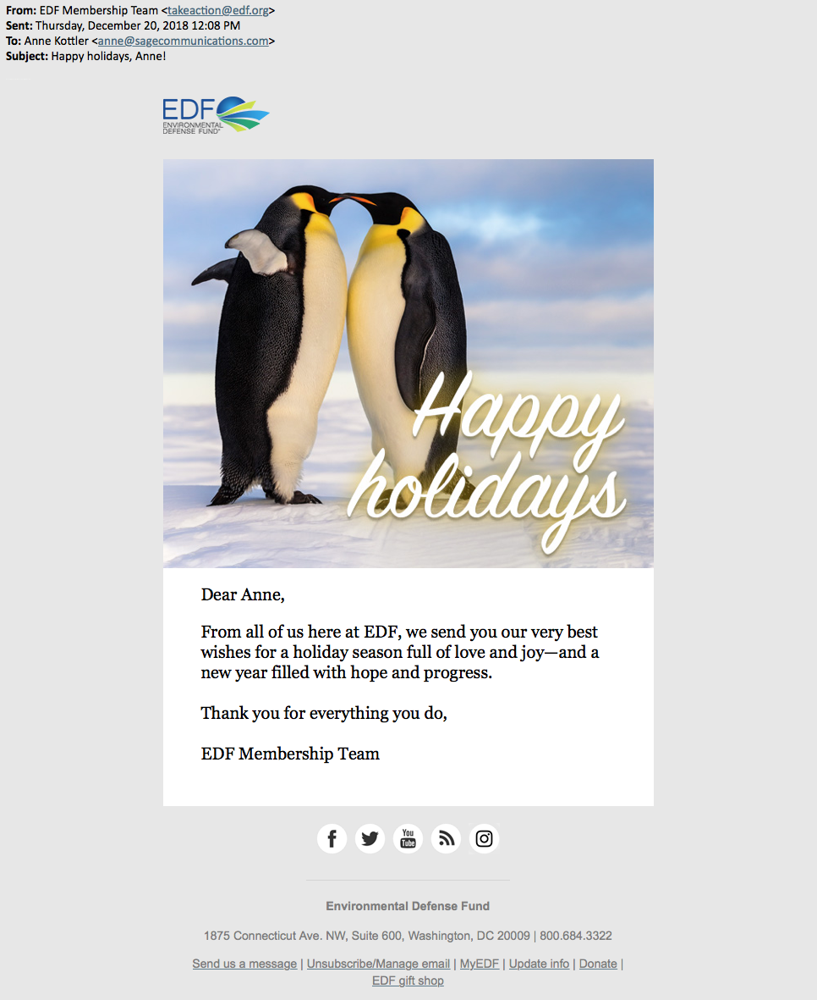 From: EDF Membership Team <takeaction@edf.org>
Sent: Thursday, December 20, 2018 12:08 PM
To: Anne Kottler <anne@sagecommunications.com>
Subject: Happy holidays, Anne!
EDF
ENVIRONMENTAL
DEFENSE FUND®
Happy
holidays
Dear Anne,
From all of us here at EDF, we send you our very best
wishes for a holiday season full of love and joy—and a
new year filled with hope and progress.
Thank you for everything you do,
EDF Membership Team
You
Tube
Environmental Defense Fund
1875 Connecticut Ave. NW, Suite 600, Washington, DC 20009 | 800.684.3322
Send us a message | Unsubscribe/Manage email | MyEDF | Update info | Donate |
EDF gift shop